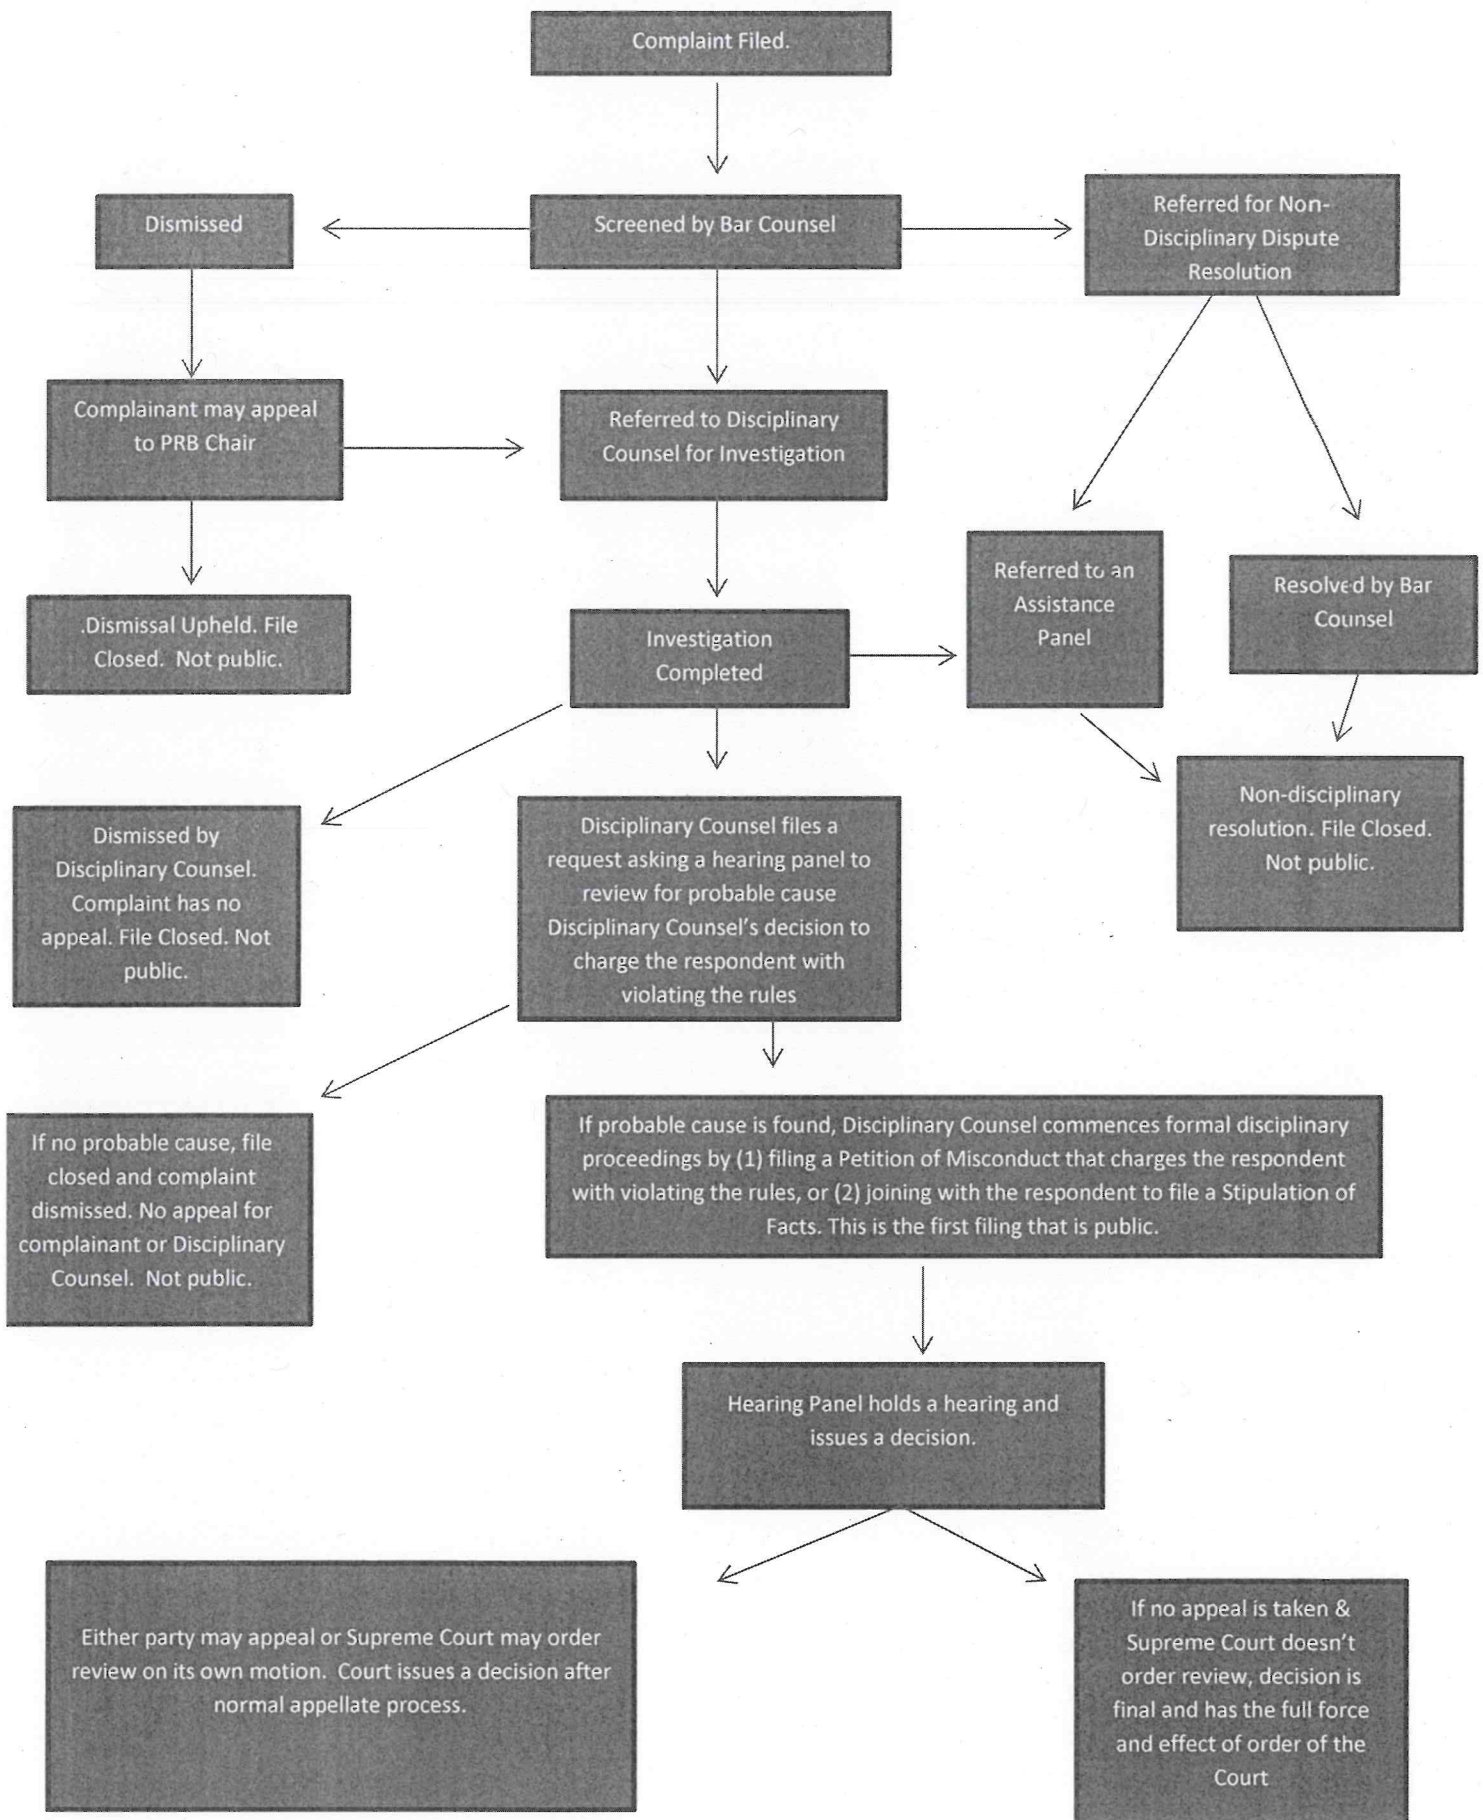 Complaint Filed.
Dismissed
Screened by Bar Counsel
Referred for Non-
Disciplinary Dispute
Resolution
Complainant may appeal
to PRB Chair
Referred to Disciplinary
Counsel for Investigation
.Dismissal Upheld. File
Closed.  Not public.
Investigation
Completed
Referred to an
Assistance
Panel
Resolved by Bar
Counsel
Dismissed by
Disciplinary Counsel.
Complaint has no
appeal. File Closed. Not
public.
Disciplinary Counsel files a
request asking a hearing panel to
review for probable cause
Disciplinary Counsel's decision to
charge the respondent with
violating the rules
Non-disciplinary
resolution. File Closed.
Not public.
If no probable cause, file
closed and complaint
dismissed. No appeal for
complainant or Disciplinary
Counsel.  Not public.
If probable cause is found, Disciplinary Counsel commences formal disciplinary
proceedings by (1) filing a Petition of Misconduct that charges the respondent
with violating the rules, or (2) joining with the respondent to file a Stipulation of
Facts. This is the first filing that is public.
Hearing Panel holds a hearing and
issues a decision.
Either party may appeal or Supreme Court may order
review on its own motion.  Court issues a decision after
normal appellate process.
If no appeal is taken &
Supreme Court doesn't
order review, decision is
final and has the full force
and effect of order of the
Court